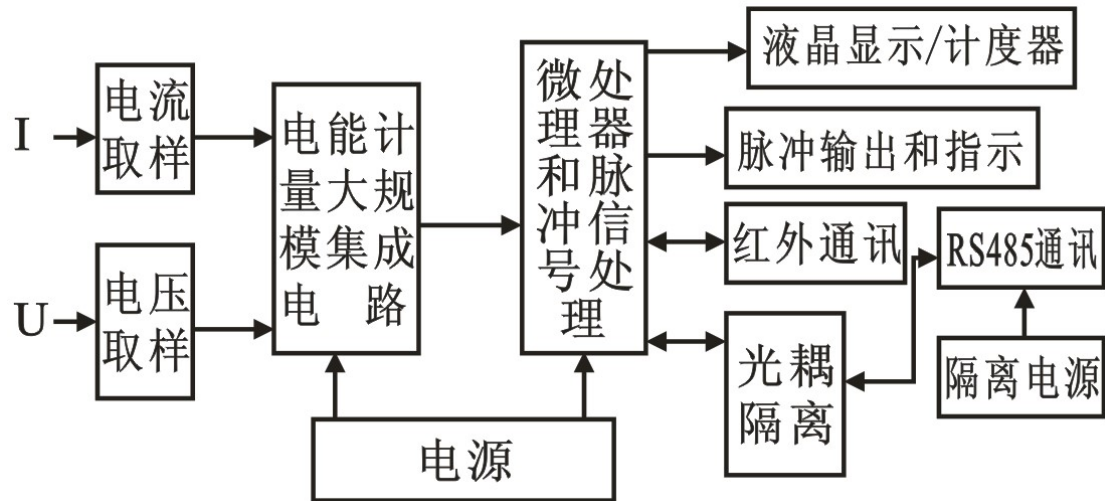 I
电流
取样
U
电压
取样
电能计
量大规
模集成
电路
微处
理器
和脉
冲信
号处
理
电源
液晶显示/计度器
脉冲输出和指示
红外通讯
光耦
隔离
RS485通讯
隔离电源